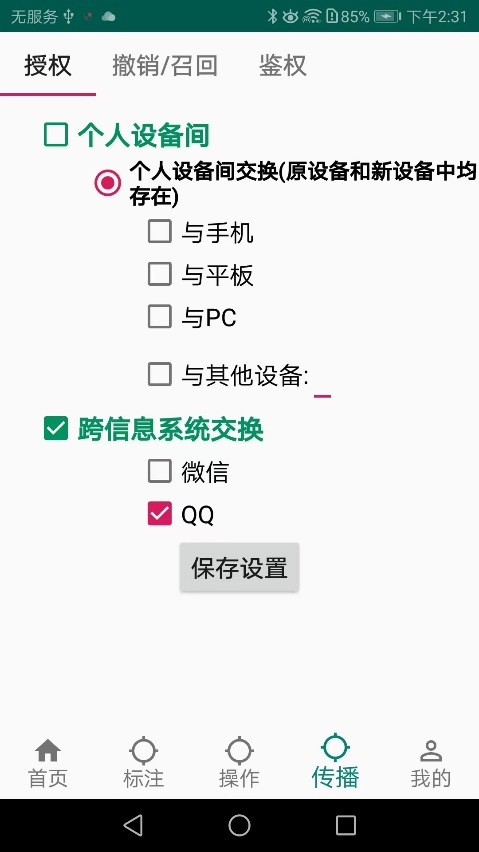 无服务 85% 下午2:31
授权 撤销/召回 鉴权
个人设备间
个人设备间交换(原设备和新设备中均
存在)
与手机
与平板
与PC
与其他设备:
跨信息系统交换
微信
QQ
保存设置
首页 标注 操作 传播 我的